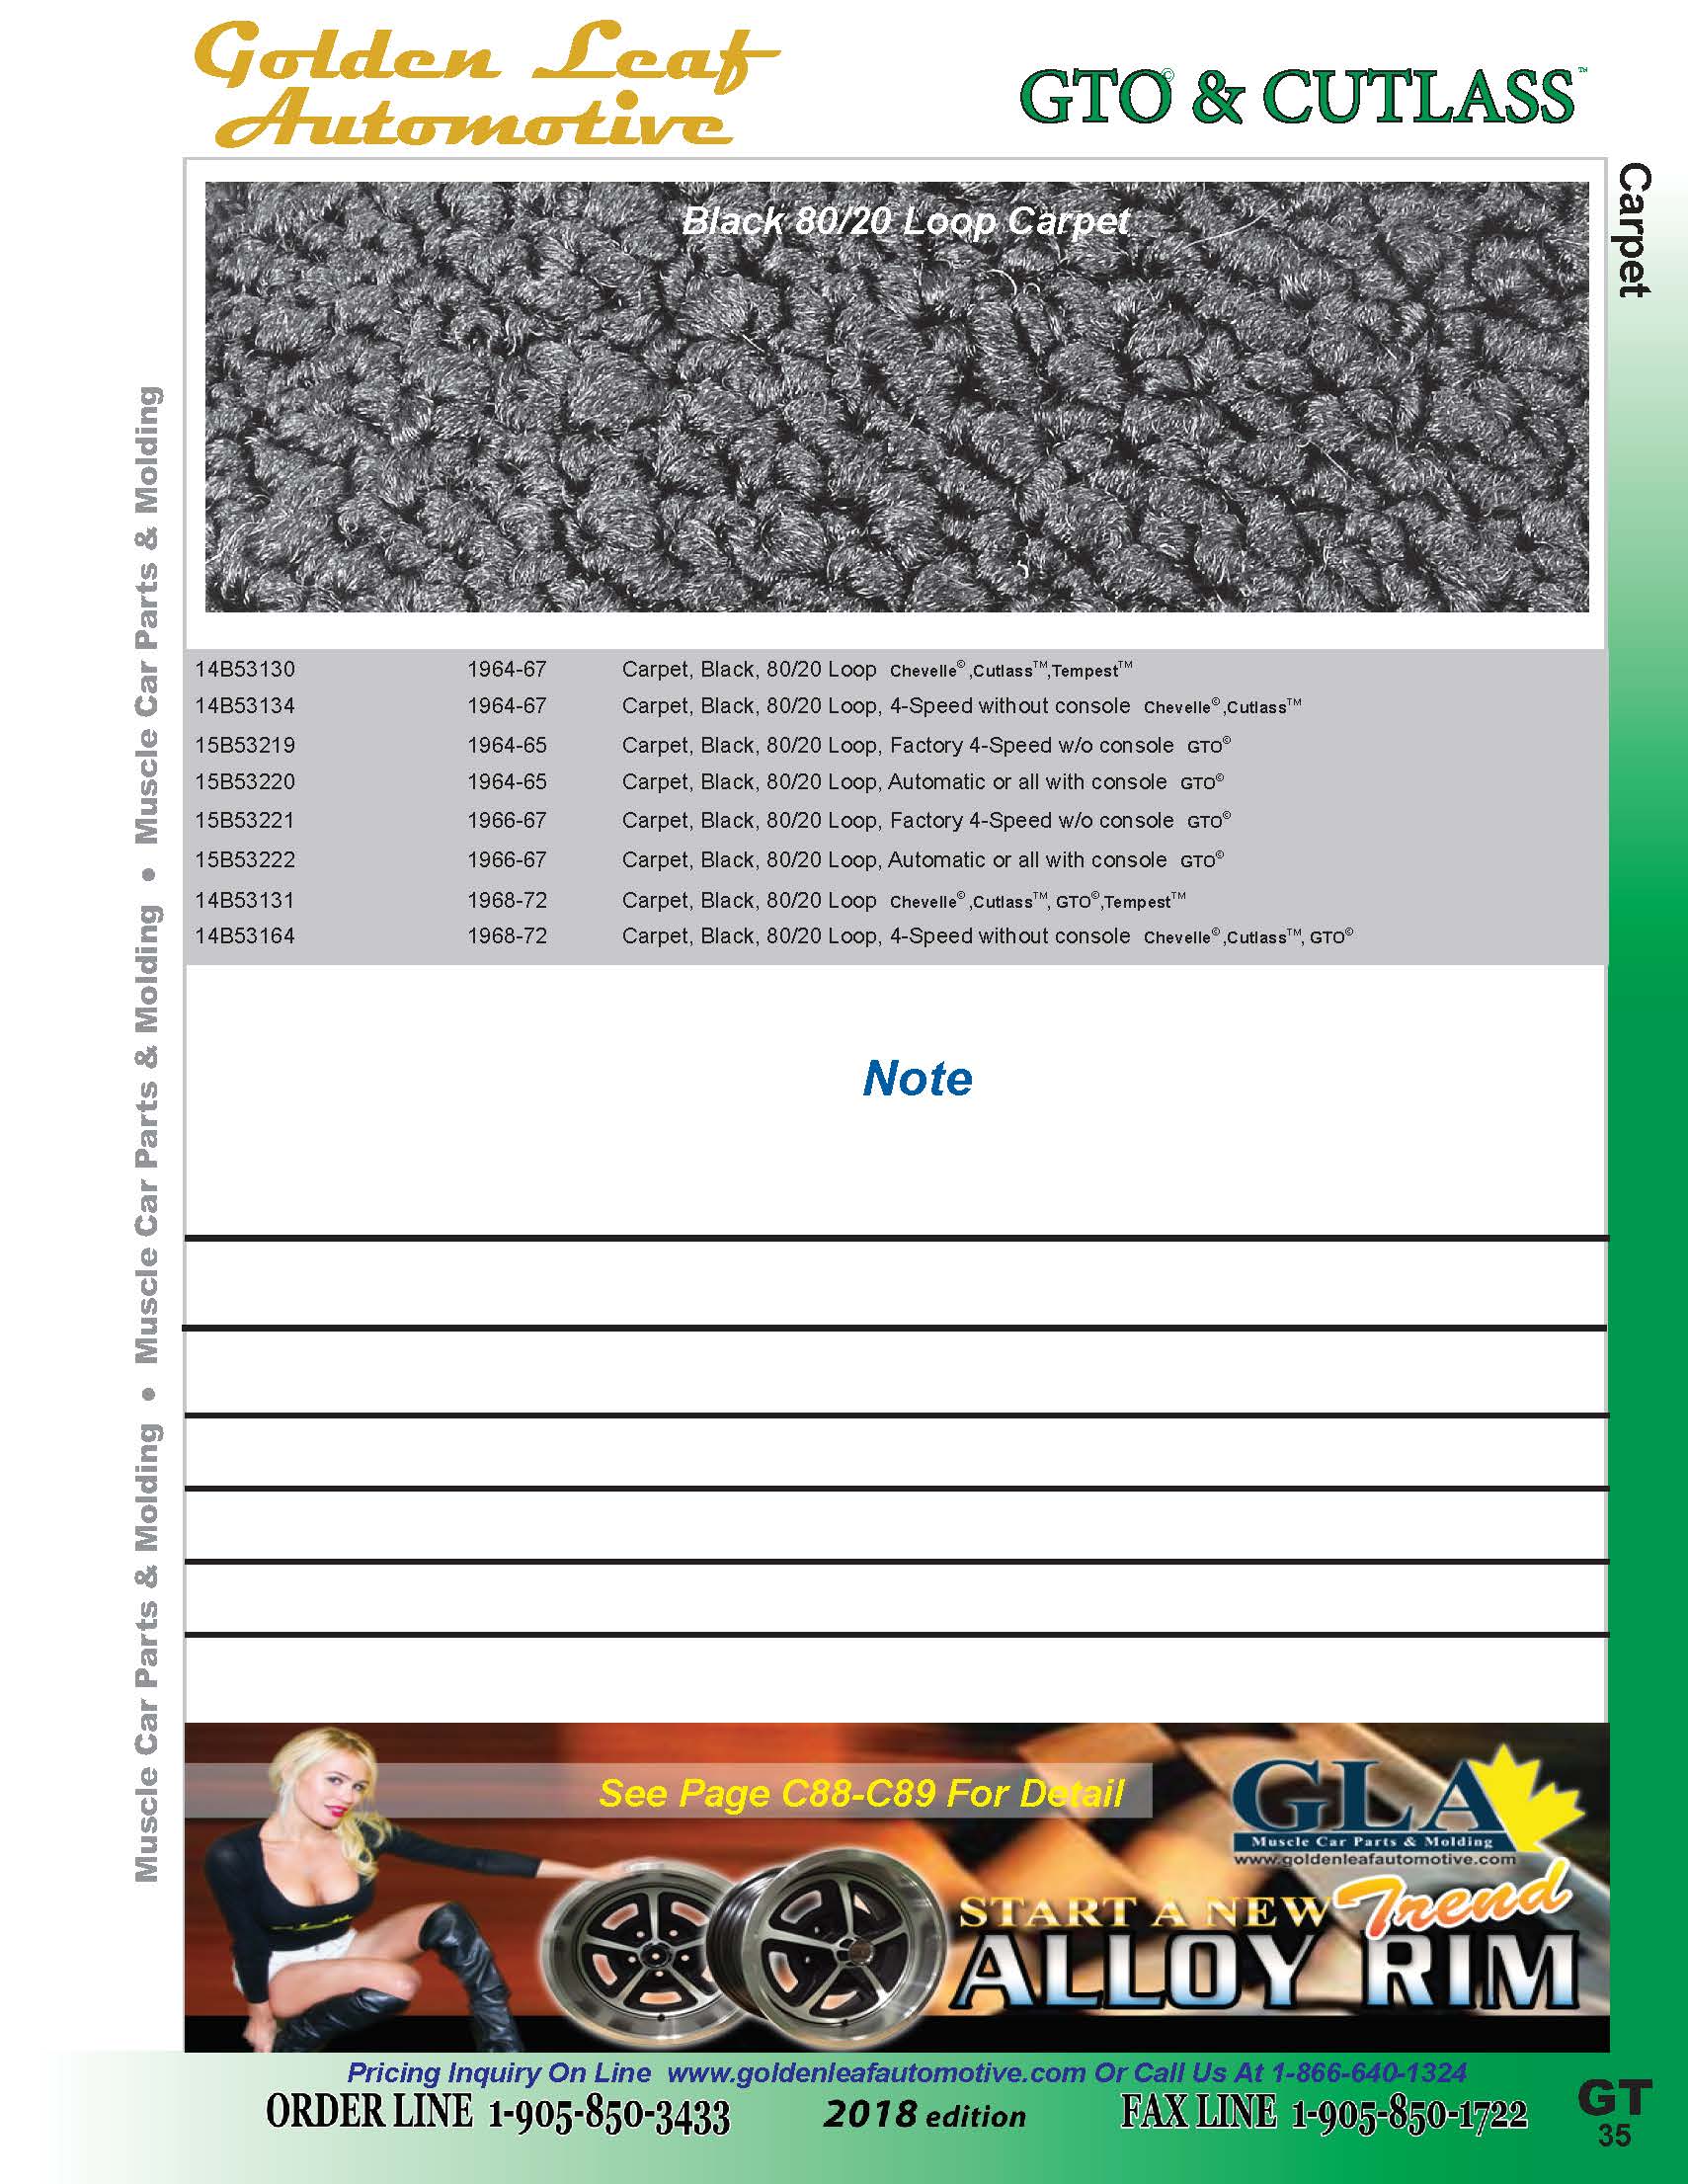 Golden Leaf
Automotive
GTO© & CUTLASS™
Carpet
Black 80/20 Loop Carpet
Muscle Car Parts & Molding • Muscle Car Parts & Molding • Muscle Car Parts & Molding
14B53130 1964-67 Carpet, Black, 80/20 Loop Chevelle© ,Cutlass™,Tempest™
14B53134 1964-67 Carpet, Black, 80/20 Loop, 4-Speed without console Chevelle©,Cutlass™
15B53219 1964-65 Carpet, Black, 80/20 Loop, Factory 4-Speed w/o console GTO©
15B53220 1964-65 Carpet, Black, 80/20 Loop, Automatic or all with console GTO©
15B53221 1966-67 Carpet, Black, 80/20 Loop, Factory 4-Speed w/o console GTO©
15B53222 1966-67 Carpet, Black, 80/20 Loop, Automatic or all with console GTO©
14B53131 1968-72 Carpet, Black, 80/20 Loop Chevelle© ,Cutlass™, GTO©,Tempest™
14B53164 1968-72 Carpet, Black, 80/20 Loop, 4-Speed without console Chevelle©,Cutlass™, GTO©
Note
See Page C88-C89 For Detail
GLA
Muscle Car Parts & Molding
www.goldenleafautomotive.com
START A NEW Trend
ALLOY RIM
Pricing Inquiry On Line www.goldenleafautomotive.com Or Call Us At 1-866-640-1324
ORDER LINE 1-905-850-3433 2018 edition FAX LINE 1-905-850-1722
GT
35